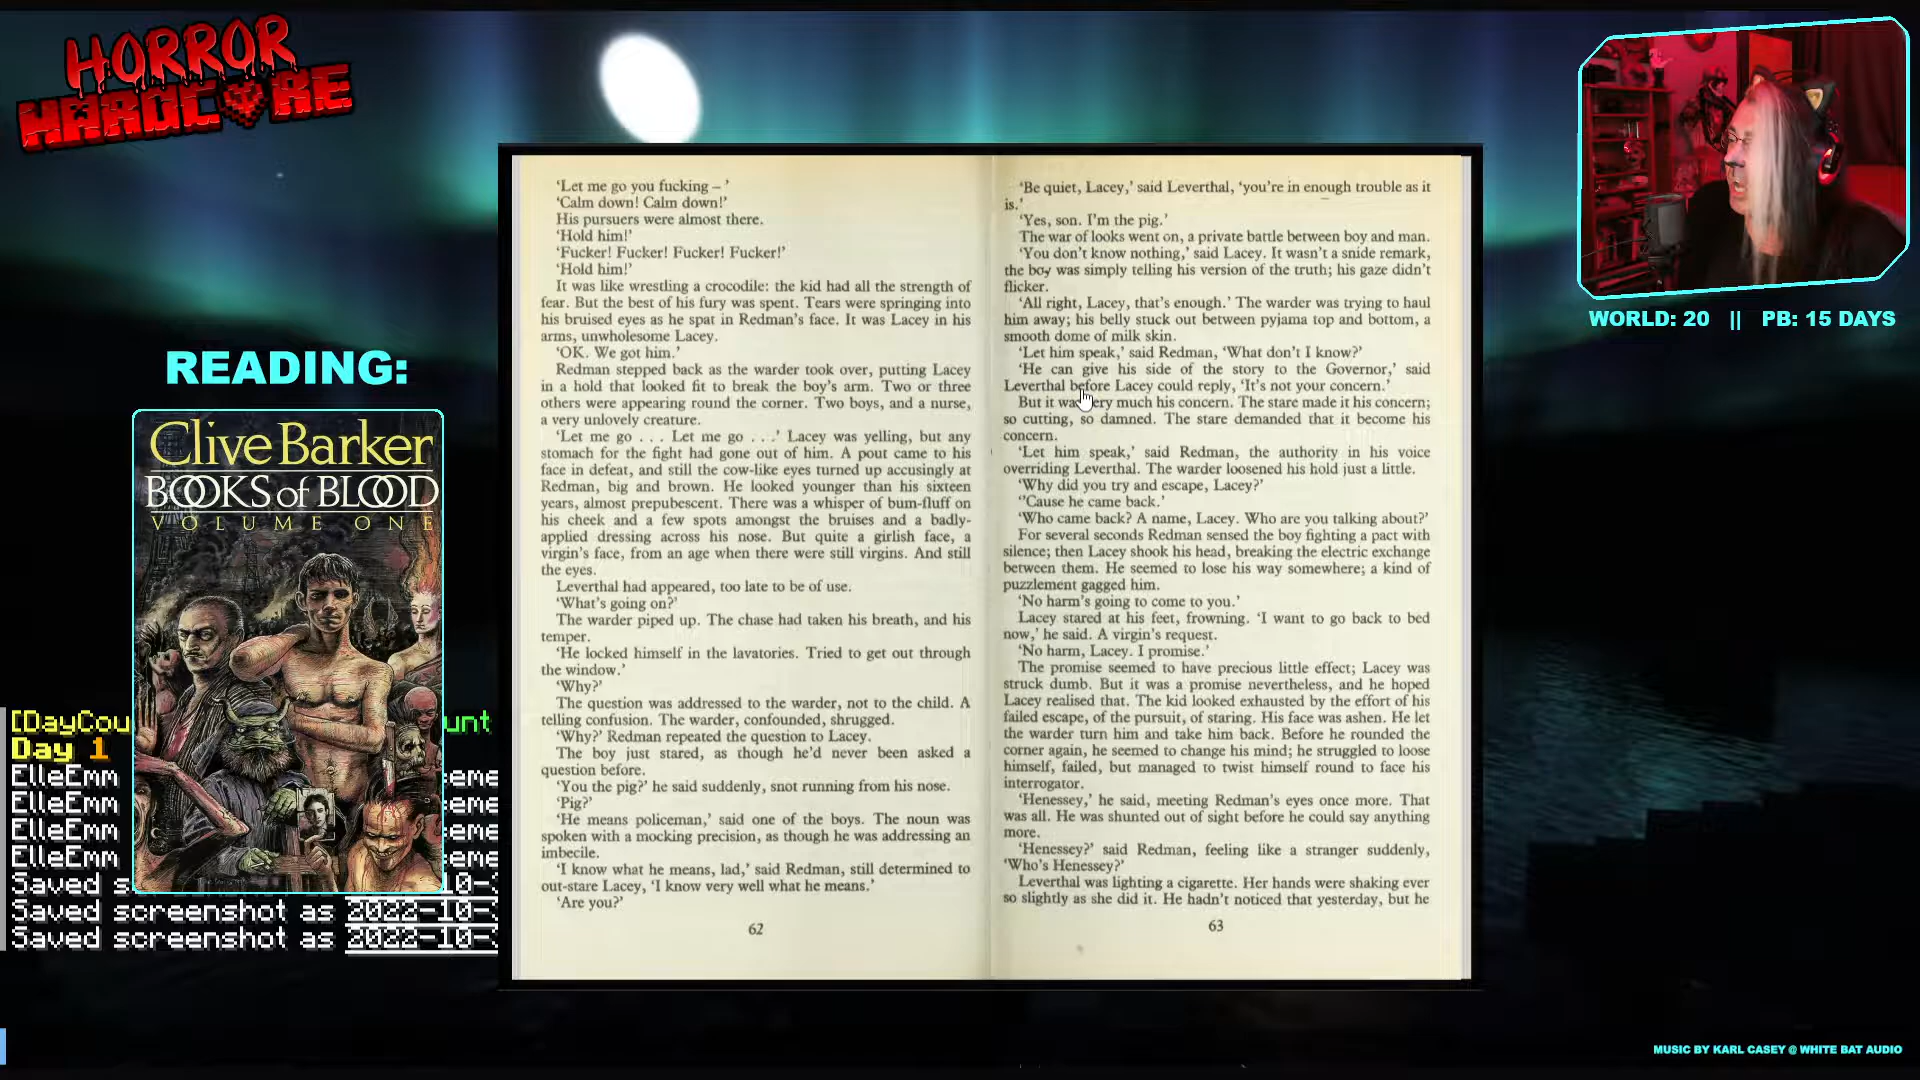 HORROR
HARDCORE
WORLD: 20 || PB: 15 DAYS
READING:
Clive Barker
BOOKS of BLOOD
VOLUME ONE
[DayCou
unt
Day 1
ElleEmm
eme
ElleEmm
eme
ElleEmm
eme
ElleEmm
eme
Saved s
10-
Saved screenshot as 2022-10-
Saved screenshot as 2022-10-
‘Let me go you fucking – ’
‘Calm down! Calm down!’
His pursuers were almost there.
‘Hold him!’
‘Fucker! Fucker! Fucker! Fucker!’
‘Hold him!’
It was like wrestling a crocodile: the kid had all the strength of
fear. But the best of his fury was spent. Tears were springing into
his bruised eyes as he spat in Redman’s face. It was Lacey in his
arms, unwholesome Lacey.
‘OK. We got him.’
Redman stepped back as the warder took over, putting Lacey
in a hold that looked fit to break the boy’s arm. Two or three
others were appearing round the corner. Two boys, and a nurse,
a very unlovely creature.
‘Let me go . . . Let me go . . .’ Lacey was yelling, but any
stomach for the fight had gone out of him. A pout came to his
face in defeat, and still the cow-like eyes turned up accusingly at
Redman, big and brown. He looked younger than his sixteen
years, almost prepubescent. There was a whisper of bum-fluff on
his cheek and a few spots amongst the bruises and a badly-
applied dressing across his nose. But quite a girlish face, a
virgin’s face, from an age when there were still virgins. And still
the eyes.
Leverthal had appeared, too late to be of use.
‘What’s going on?’
The warder piped up. The chase had taken his breath, and his
temper.
‘He locked himself in the lavatories. Tried to get out through
the window.’
‘Why?’
The question was addressed to the warder, not to the child. A
telling confusion. The warder, confounded, shrugged.
‘Why?’ Redman repeated the question to Lacey.
The boy just stared, as though he’d never been asked a
question before.
‘You the pig?’ he said suddenly, snot running from his nose.
‘Pig?’
‘He means policeman,’ said one of the boys. The noun was
spoken with a mocking precision, as though he was addressing an
imbecile.
‘I know what he means, lad,’ said Redman, still determined to
out-stare Lacey, ‘I know very well what he means.’
‘Are you?’
62
‘Be quiet, Lacey,’ said Leverthal, ‘you’re in enough trouble as it
is.’
‘Yes, son. I’m the pig.’
The war of looks went on, a private battle between boy and man.
‘You don’t know nothing,’ said Lacey. It wasn’t a snide remark,
the boy was simply telling his version of the truth; his gaze didn’t
flicker.
‘All right, Lacey, that’s enough.’ The warder was trying to haul
him away; his belly stuck out between pyjama top and bottom, a
smooth dome of milk skin.
‘Let him speak,’ said Redman, ‘What don’t I know?’
‘He can give his side of the story to the Governor,’ said
Leverthal before Lacey could reply, ‘It’s not your concern.’
But it was very much his concern. The stare made it his concern;
so cutting, so damned. The stare demanded that it become his
concern.
‘Let him speak,’ said Redman, the authority in his voice
overriding Leverthal. The warder loosened his hold just a little.
‘Why did you try and escape, Lacey?’
‘’Cause he came back.’
‘Who came back? A name, Lacey. Who are you talking about?’
For several seconds Redman sensed the boy fighting a pact with
silence; then Lacey shook his head, breaking the electric exchange
between them. He seemed to lose his way somewhere; a kind of
puzzlement gagged him.
‘No harm’s going to come to you.’
Lacey stared at his feet, frowning. ‘I want to go back to bed
now,’ he said. A virgin’s request.
‘No harm, Lacey. I promise.’
The promise seemed to have precious little effect; Lacey was
struck dumb. But it was a promise nevertheless, and he hoped
Lacey realised that. The kid looked exhausted by the effort of his
failed escape, of the pursuit, of staring. His face was ashen. He let
the warder turn him and take him back. Before he rounded the
corner again, he seemed to change his mind; he struggled to loose
himself, failed, but managed to twist himself round to face his
interrogator.
‘Henessey,’ he said, meeting Redman’s eyes once more. That
was all. He was shunted out of sight before he could say anything
more.
‘Henessey?’ said Redman, feeling like a stranger suddenly,
‘Who’s Henessey?’
Leverthal was lighting a cigarette. Her hands were shaking ever
so slightly as she did it. He hadn’t noticed that yesterday, but he
63
MUSIC BY KARL CASEY @ WHITE BAT AUDIO